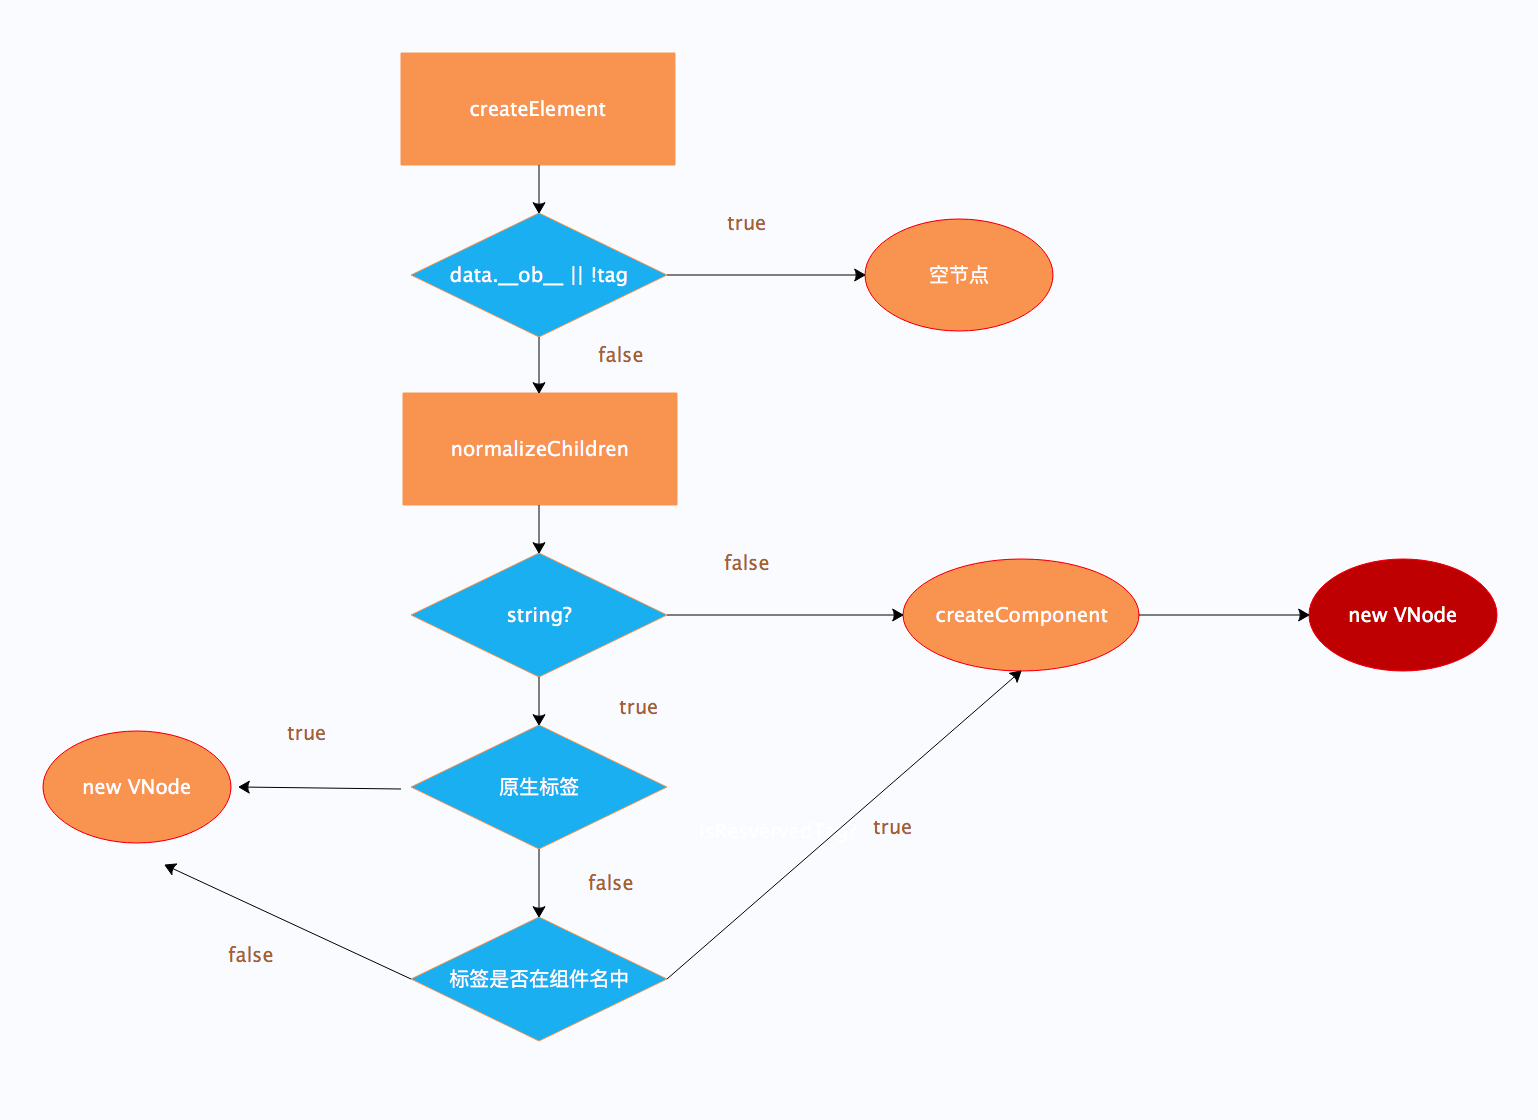 createElement
true
data.__ob__ || !tag
空节点
false
normalizeChildren
false
string?
createComponent
new VNode
true
true
new VNode
原生标签
true
false
false
标签是否在组件名中